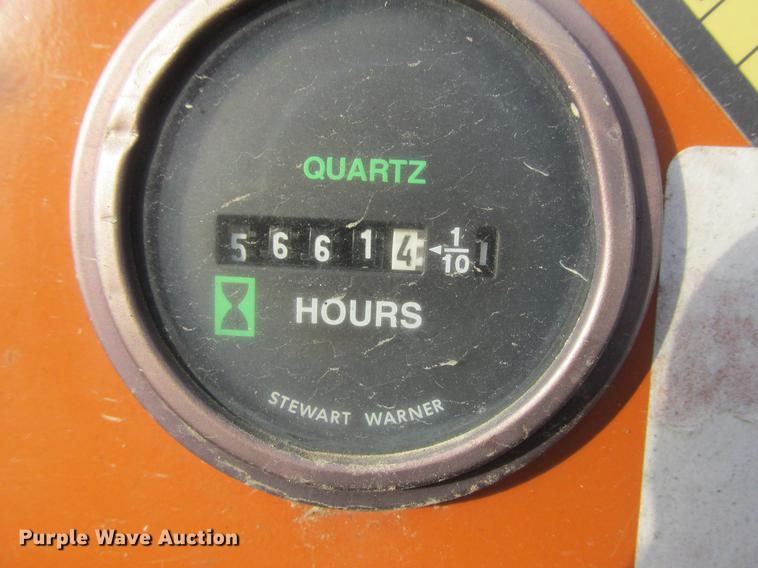 QUARTZ
5 6 6 1 4 ◄ 1/10 1
HOURS
STEWART WARNER
Purple Wave Auction